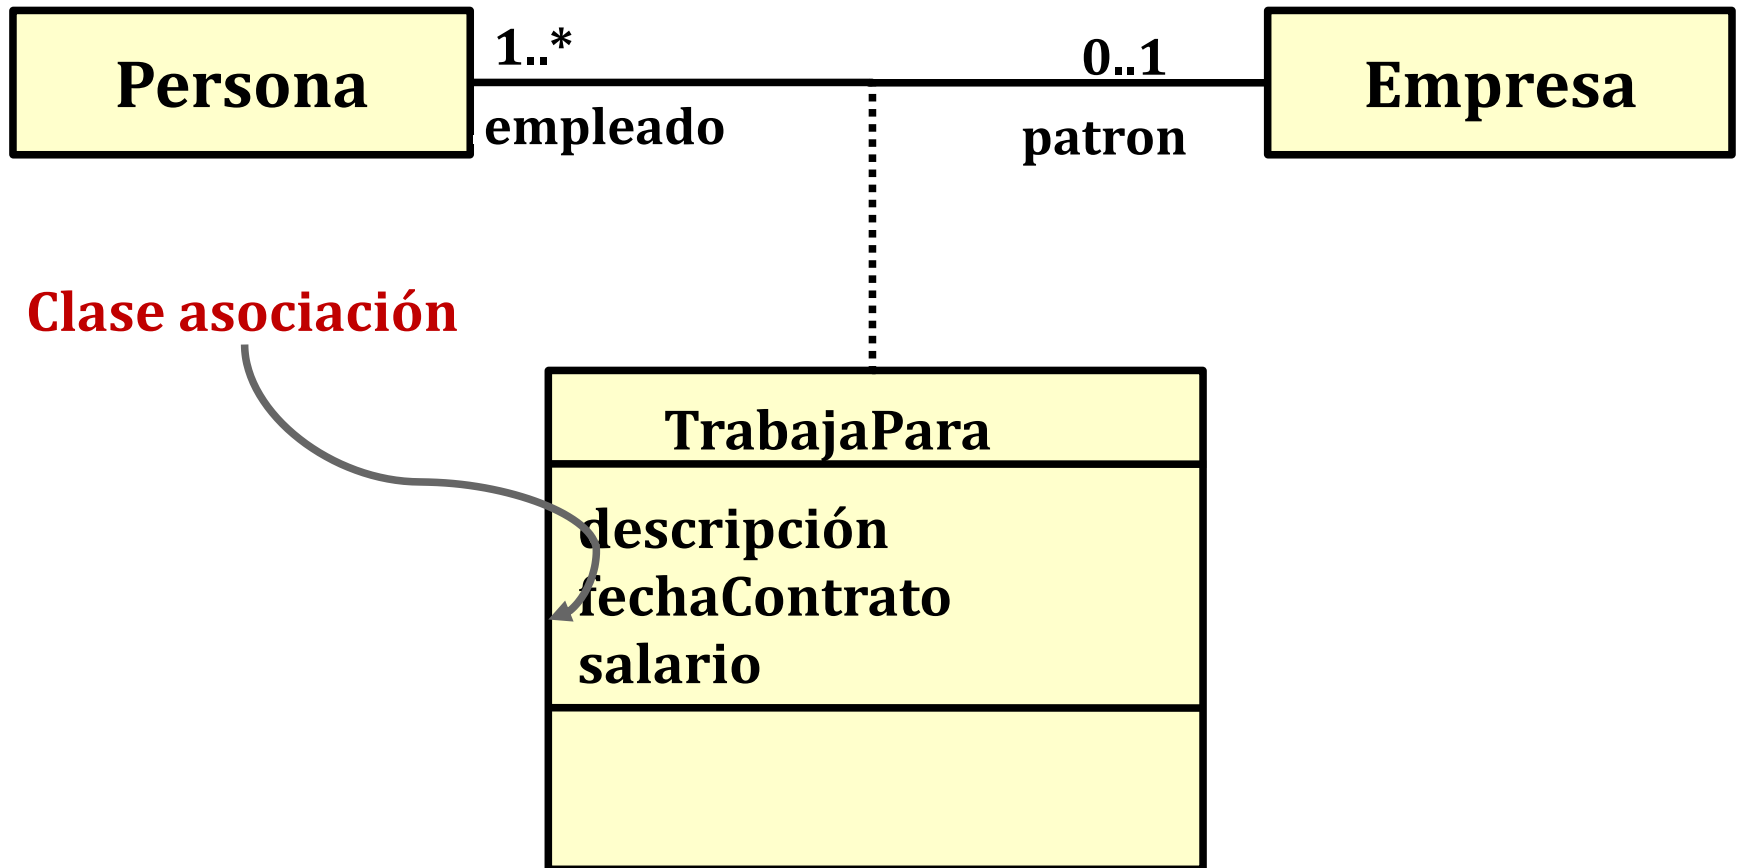 Persona
1..*
empleado
0..1
patron
Empresa
Clase asociación
TrabajaPara
descripción
fechaContrato
salario